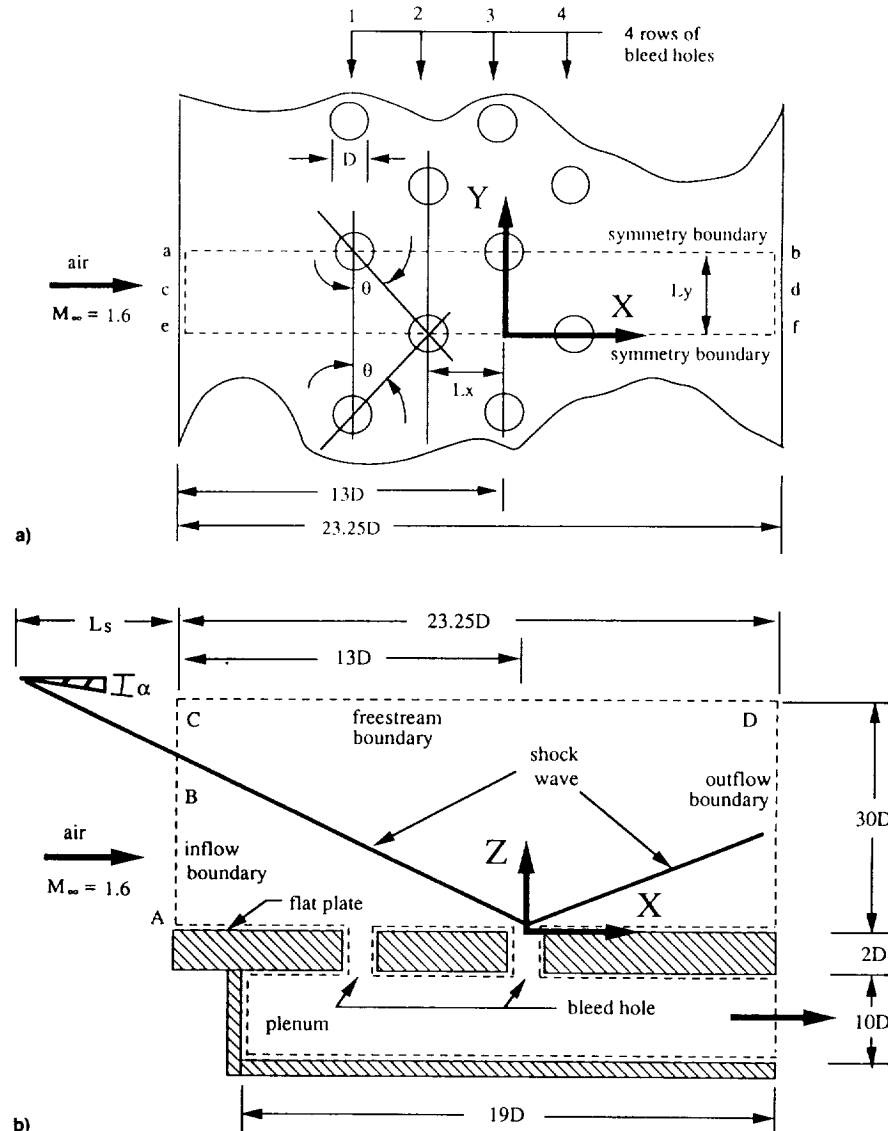 1
2
3
4
4 rows of
bleed holes
D
Y
symmetry boundary
a
b
air
θ
c
Ly
d
X
M∞ = 1.6
e
f
symmetry boundary
θ
Lx
13D
23.25D
a)
Ls
23.25D
13D
α
C
freestream
boundary
D
shock
wave
B
outflow
boundary
30D
air
inflow
boundary
Z
M∞ = 1.6
X
flat plate
A
2D
bleed hole
plenum
10D
19D
b)